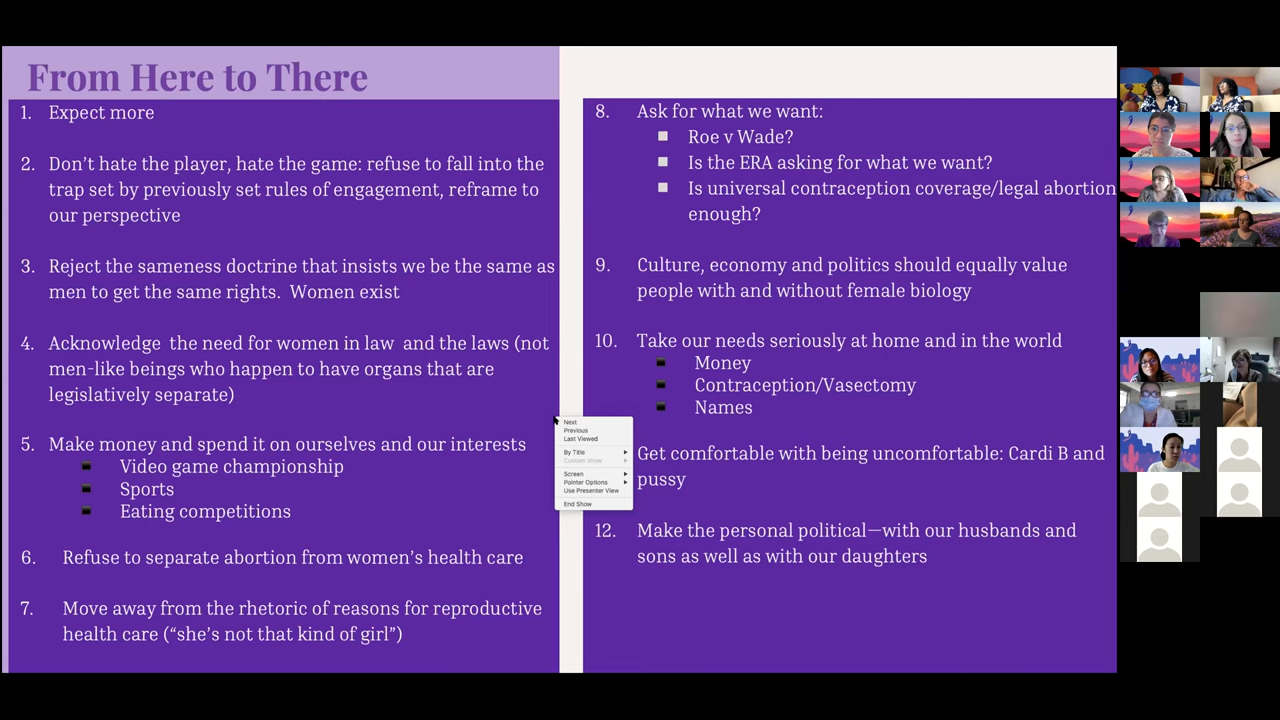 From Here to There
1. Expect more
2. Don't hate the player, hate the game: refuse to fall into the
trap set by previously set rules of engagement, reframe to
our perspective
3. Reject the sameness doctrine that insists we be the same as
men to get the same rights. Women exist
4. Acknowledge the need for women in law and the laws (not
men-like beings who happen to have organs that are
legislatively separate)
5. Make money and spend it on ourselves and our interests
Video game championship
Sports
Eating competitions
6. Refuse to separate abortion from women's health care
7. Move away from the rhetoric of reasons for reproductive
health care (“she's not that kind of girl”)
8. Ask for what we want:
Roe v Wade?
Is the ERA asking for what we want?
Is universal contraception coverage/legal abortion
enough?
9. Culture, economy and politics should equally value
people with and without female biology
10. Take our needs seriously at home and in the world
Money
Contraception/Vasectomy
Names
Get comfortable with being uncomfortable: Cardi B and
pussy
12. Make the personal political—with our husbands and
sons as well as with our daughters
Next
Previous
Last Viewed
By Title
Custom show
Screen
Pointer Options
Use Presenter View
End Show